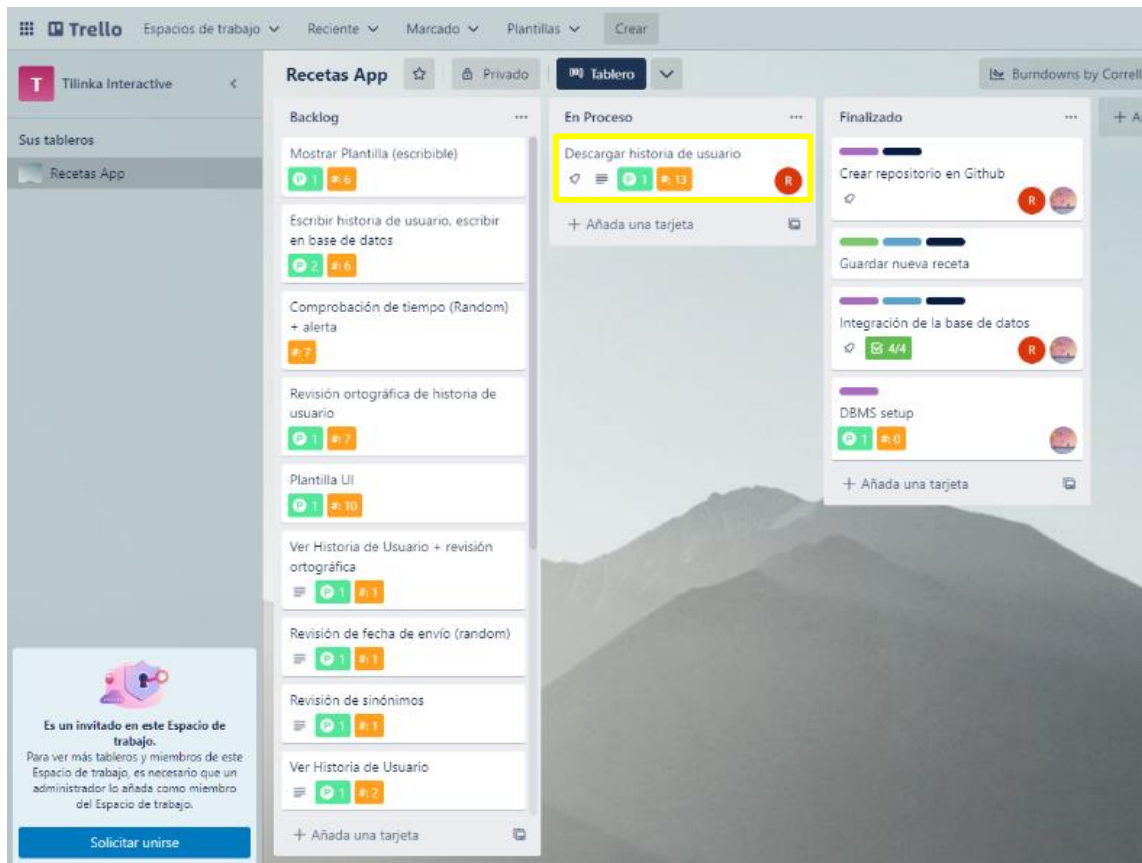 Trello
Espacios de trabajo
Reciente
Marcado
Plantillas
Crear
T
Tilinka Interactive
Sus tableros
Recetas App
Es un invitado en este Espacio de
trabajo.
Para ver más tableros y miembros de este
Espacio de trabajo, es necesario que un
administrador lo añada como miembro
del Espacio de trabajo.
Solicitar unirse
Recetas App
Privado
Tablero
Burndowns by Correll
Backlog
Mostrar Plantilla (escribible)
P 1 #: 6
Escribir historia de usuario, escribir
en base de datos
P 2 #: 6
Comprobación de tiempo (Random)
+ alerta
#: 7
Revisión ortográfica de historia de
usuario
P 1 #: 7
Plantilla UI
P 1 #: 10
Ver Historia de Usuario + revisión
ortográfica
P 1 #: 1
Revisión de fecha de envío (random)
P 1 #: 1
Revisión de sinónimos
P 1 #: 1
Ver Historia de Usuario
P 1 #: 2
+ Añada una tarjeta
En Proceso
Descargar historia de usuario
P 1 #: 13
R
+ Añada una tarjeta
Finalizado
Crear repositorio en Github
R
Guardar nueva receta
Integración de la base de datos
4/4
R
DBMS setup
P 1 #: 0
+ Añada una tarjeta